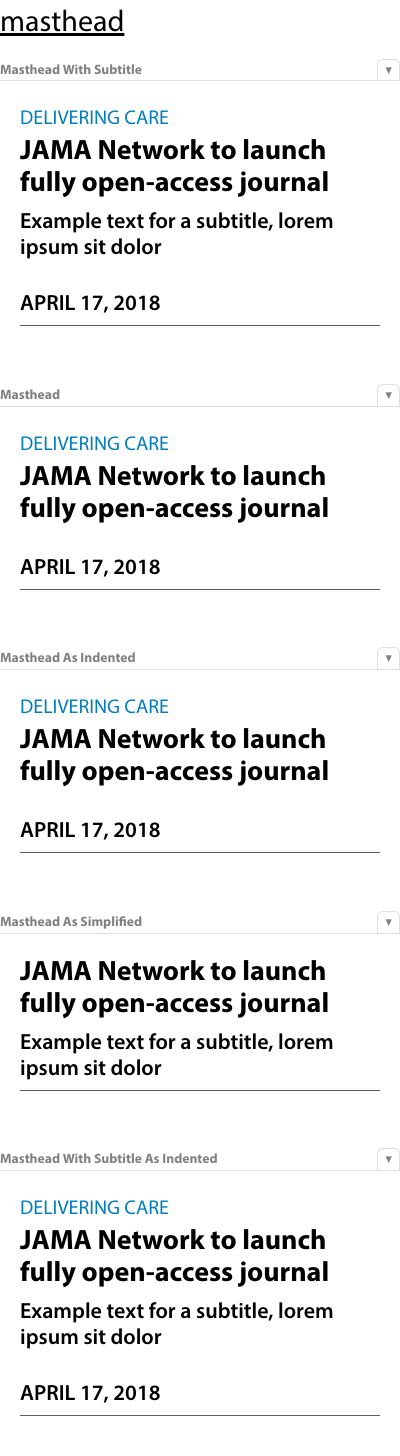 masthead
Masthead With Subtitle
▼
DELIVERING CARE
JAMA Network to launch
fully open-access journal
Example text for a subtitle, lorem
ipsum sit dolor
APRIL 17, 2018
Masthead
▼
DELIVERING CARE
JAMA Network to launch
fully open-access journal
APRIL 17, 2018
Masthead As Indented
▼
DELIVERING CARE
JAMA Network to launch
fully open-access journal
APRIL 17, 2018
Masthead As Simplified
▼
JAMA Network to launch
fully open-access journal
Example text for a subtitle, lorem
ipsum sit dolor
Masthead With Subtitle As Indented
▼
DELIVERING CARE
JAMA Network to launch
fully open-access journal
Example text for a subtitle, lorem
ipsum sit dolor
APRIL 17, 2018